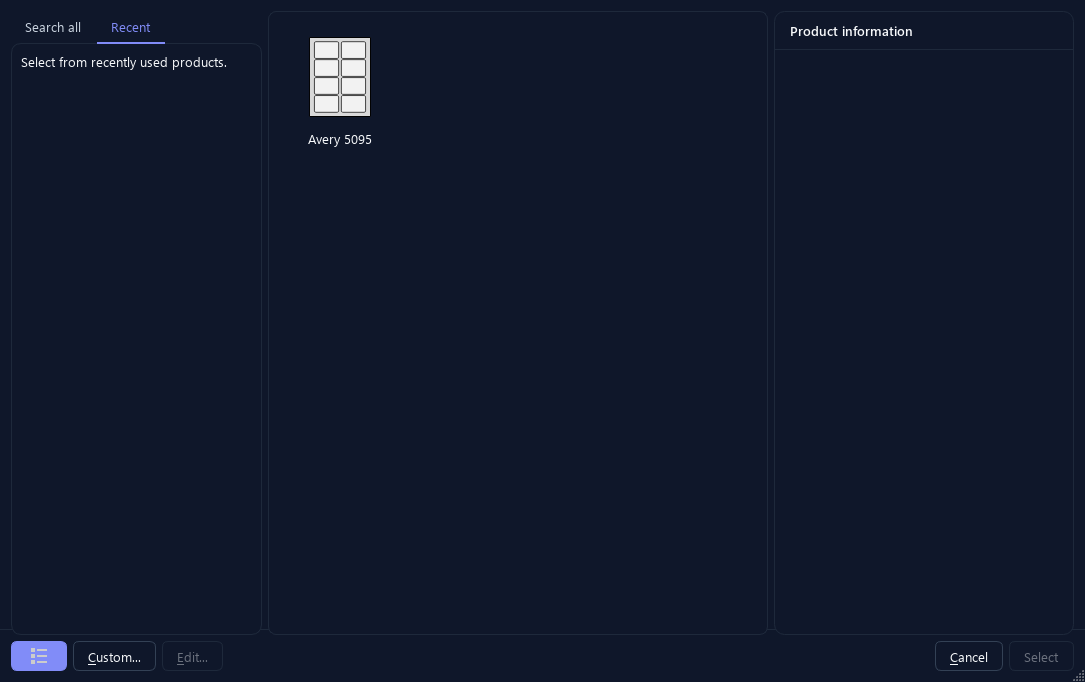 Search all
Recent
Select from recently used products.
Avery 5095
Product information
Custom...
Edit...
Cancel
Select